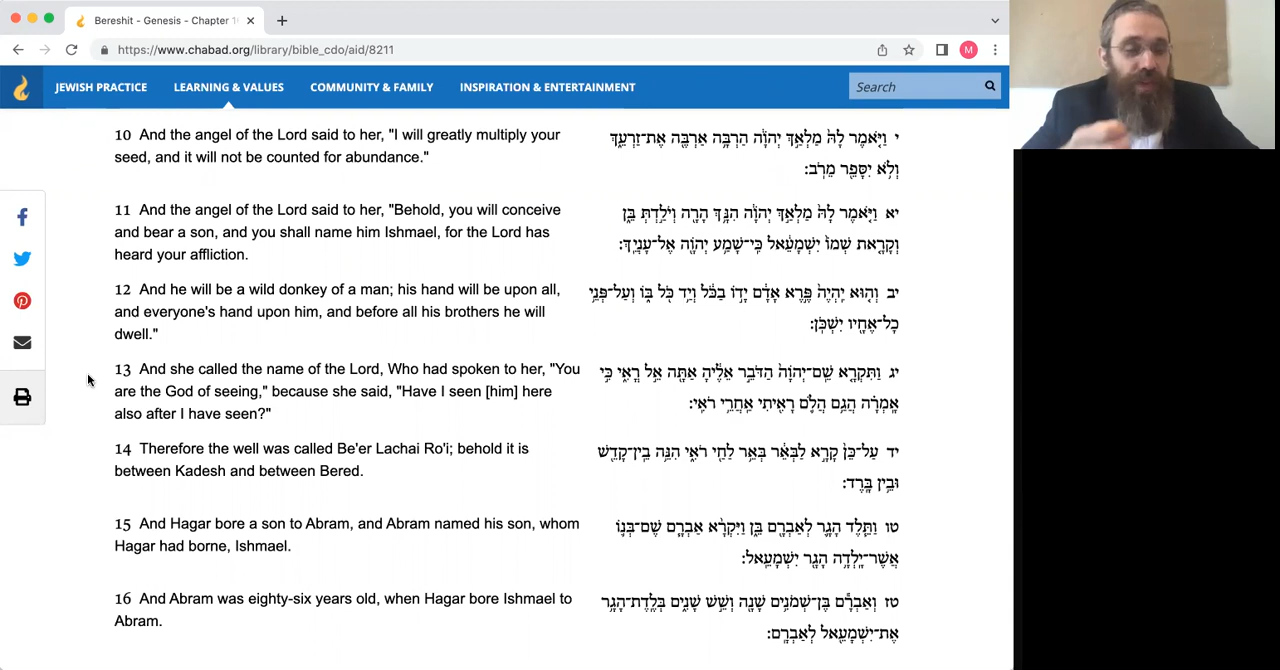 Bereshit - Genesis - Chapter 1
https://www.chabad.org/library/bible_cdo/aid/8211
M
JEWISH PRACTICE LEARNING & VALUES COMMUNITY & FAMILY INSPIRATION & ENTERTAINMENT Search
10 And the angel of the Lord said to her, "I will greatly multiply your
seed, and it will not be counted for abundance."
י וַיֹּ֤אמֶר לָהּ֙ מַלְאַ֣ךְ יְהֹוָ֔ה הַרְבָּ֥ה אַרְבֶּ֖ה אֶת־זַרְעֵ֑ךְ
וְלֹ֥א יִסָּפֵ֖ר מֵרֹֽב:
11 And the angel of the Lord said to her, "Behold, you will conceive
and bear a son, and you shall name him Ishmael, for the Lord has
heard your affliction.
יא וַיֹּ֤אמֶר לָהּ֙ מַלְאַ֣ךְ יְהֹוָ֔ה הִנָּ֥ךְ הָרָ֖ה וְיֹלַ֣דְתְּ בֵּ֑ן
וְקָרָ֤את שְׁמוֹ֙ יִשְׁמָעֵ֔אל כִּֽי־שָׁמַ֥ע יְהֹוָ֖ה אֶל־עָנְיֵֽךְ:
12 And he will be a wild donkey of a man; his hand will be upon all,
and everyone's hand upon him, and before all his brothers he will
dwell."
יב וְה֤וּא יִֽהְיֶה֙ פֶּ֣רֶא אָדָ֔ם יָד֣וֹ בַכֹּ֔ל וְיַ֥ד כֹּ֖ל בּ֑וֹ וְעַל־פְּנֵ֥י
כָל־אֶחָ֖יו יִשְׁכֹּֽן:
13 And she called the name of the Lord, Who had spoken to her, "You
are the God of seeing," because she said, "Have I seen [him] here
also after I have seen?"
יג וַתִּקְרָ֤א שֵֽׁם־יְהֹוָה֙ הַדֹּבֵ֣ר אֵלֶ֔יהָ אַתָּ֖ה אֵ֣ל רֳאִ֑י כִּ֣י
אָֽמְרָ֗ה הֲגַ֥ם הֲלֹ֛ם רָאִ֖יתִי אַֽחֲרֵ֥י רֹאִֽי:
14 Therefore the well was called Be'er Lachai Ro'i; behold it is
between Kadesh and between Bered.
יד עַל־כֵּן֙ קָרָ֣א לַבְּאֵ֔ר בְּאֵ֥ר לַחַ֖י רֹאִ֑י הִנֵּ֥ה בֵֽין־קָדֵ֖שׁ
וּבֵ֥ין בָּֽרֶד:
15 And Hagar bore a son to Abram, and Abram named his son, whom
Hagar had borne, Ishmael.
טו וַתֵּ֧לֶד הָגָ֛ר לְאַבְרָ֖ם בֵּ֑ן וַיִּקְרָ֨א אַבְרָ֧ם שֶׁם־בְּנ֛וֹ
אֲשֶׁר־יָֽלְדָ֥ה הָגָ֖ר יִשְׁמָעֵֽאל:
16 And Abram was eighty-six years old, when Hagar bore Ishmael to
Abram.
טז וְאַבְרָ֕ם בֶּן־שְׁמֹנִ֥ים שָׁנָ֖ה וְשֵׁ֣שׁ שָׁנִ֑ים בְּלֶֽדֶת־הָגָ֥ר
אֶת־יִשְׁמָעֵ֖אל לְאַבְרָֽם: